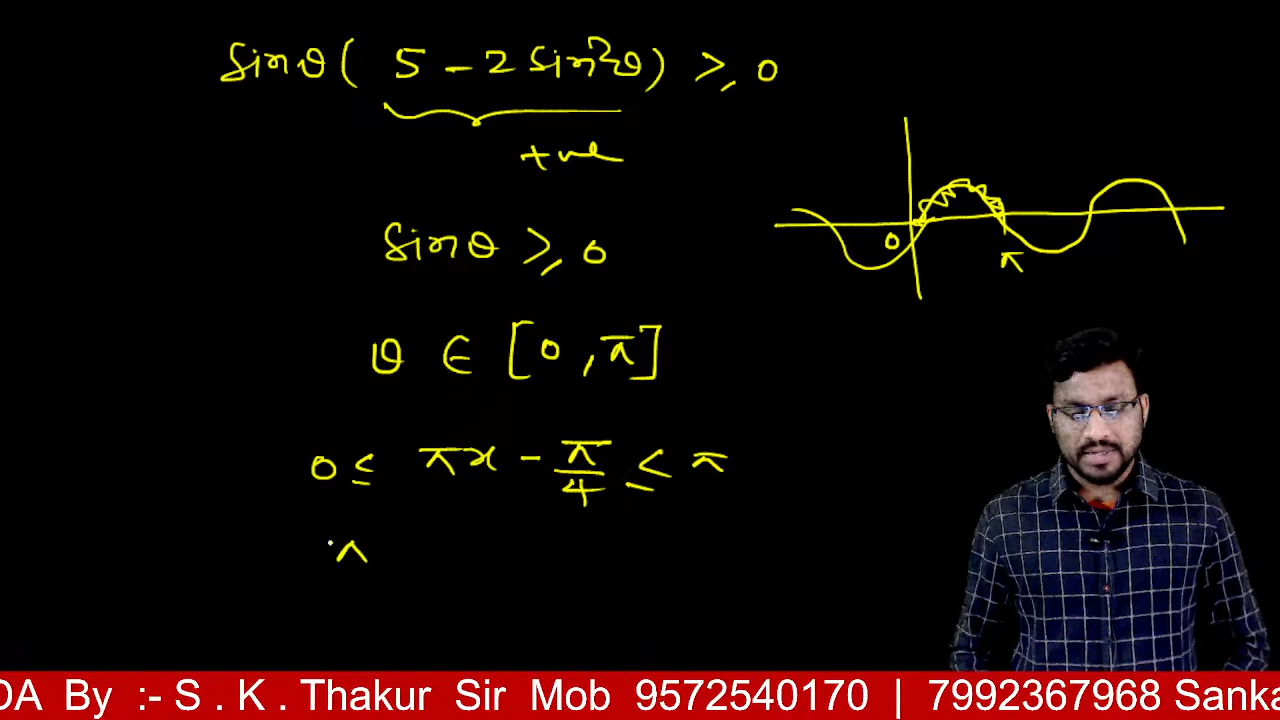 sinθ ( 5 - 2 sin²θ ) ≥ 0
+ve
sinθ ≥ 0
0
π
θ ∈ [0, π]
0 ≤ πx - π/4 ≤ π
DA By :- S . K . Thakur Sir Mob 9572540170 | 7992367968 Sanka